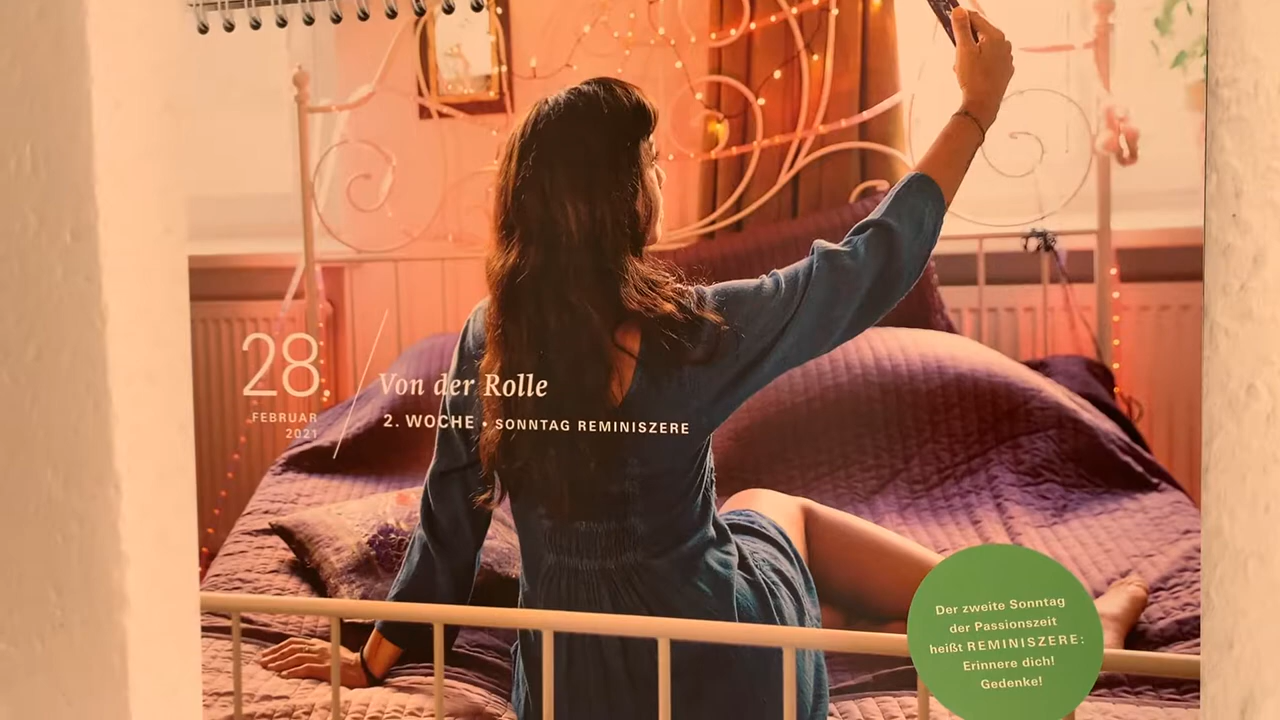 28
FEBRUAR
2021
Von der Rolle
2. WOCHE • SONNTAG REMINISZERE
Der zweite Sonntag
der Passionszeit
heißt REMINISZERE:
Erinnere dich!
Gedenke!